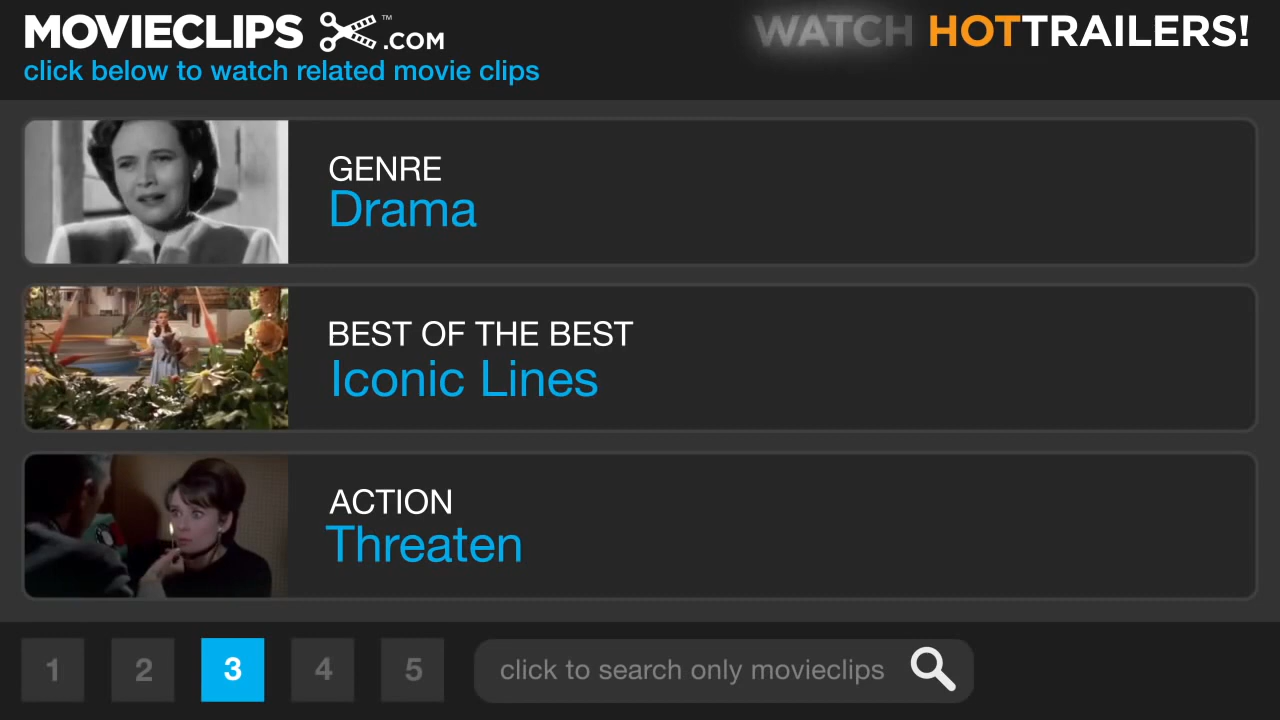 MOVIECLIPS ™ .COM
WATCH HOTTRAILERS!
click below to watch related movie clips
GENRE
Drama
BEST OF THE BEST
Iconic Lines
ACTION
Threaten
1 2 3 4 5 click to search only movieclips